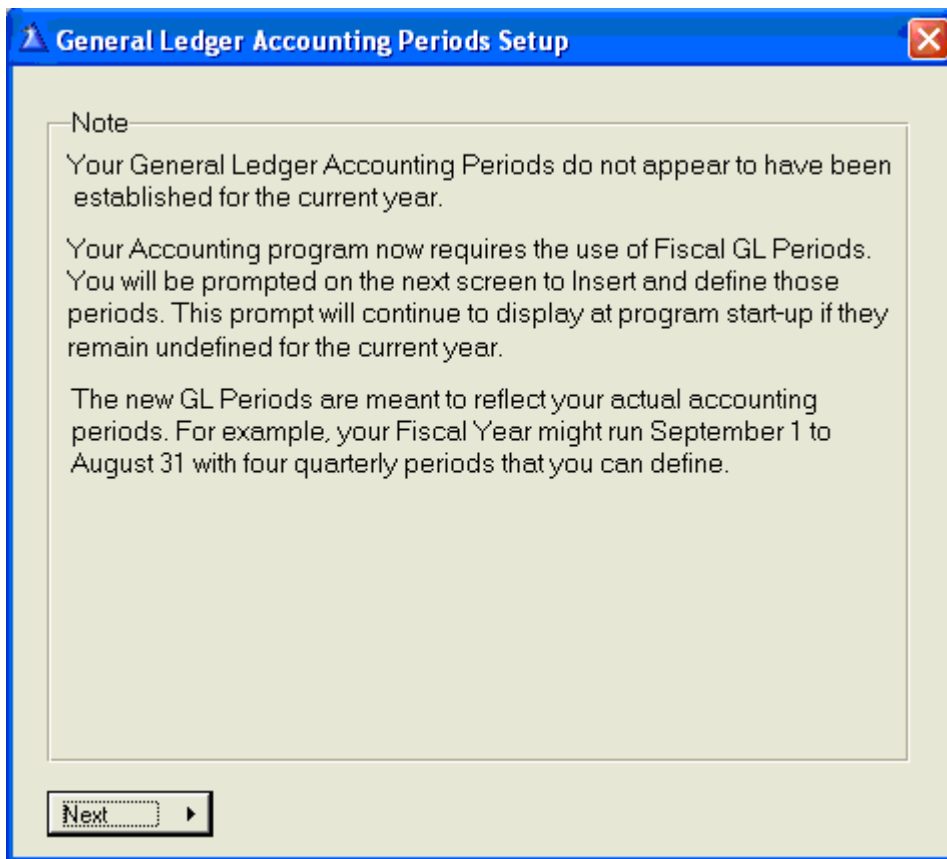 General Ledger Accounting Periods Setup
Note
Your General Ledger Accounting Periods do not appear to have been
established for the current year.
Your Accounting program now requires the use of Fiscal GL Periods.
You will be prompted on the next screen to Insert and define those
periods. This prompt will continue to display at program start-up if they
remain undefined for the current year.
The new GL Periods are meant to reflect your actual accounting
periods. For example, your Fiscal Year might run September 1 to
August 31 with four quarterly periods that you can define.
Next